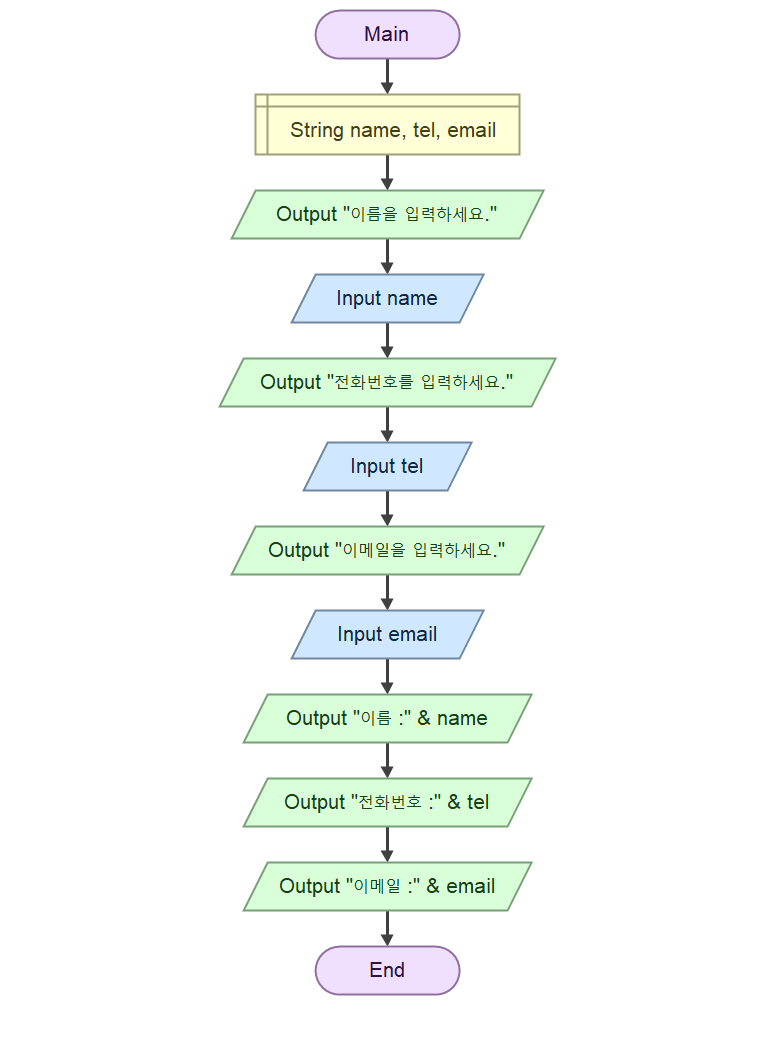 Main
String name, tel, email
Output "이름을 입력하세요."
Input name
Output "전화번호를 입력하세요."
Input tel
Output "이메일을 입력하세요."
Input email
Output "이름 :" & name
Output "전화번호 :" & tel
Output "이메일 :" & email
End